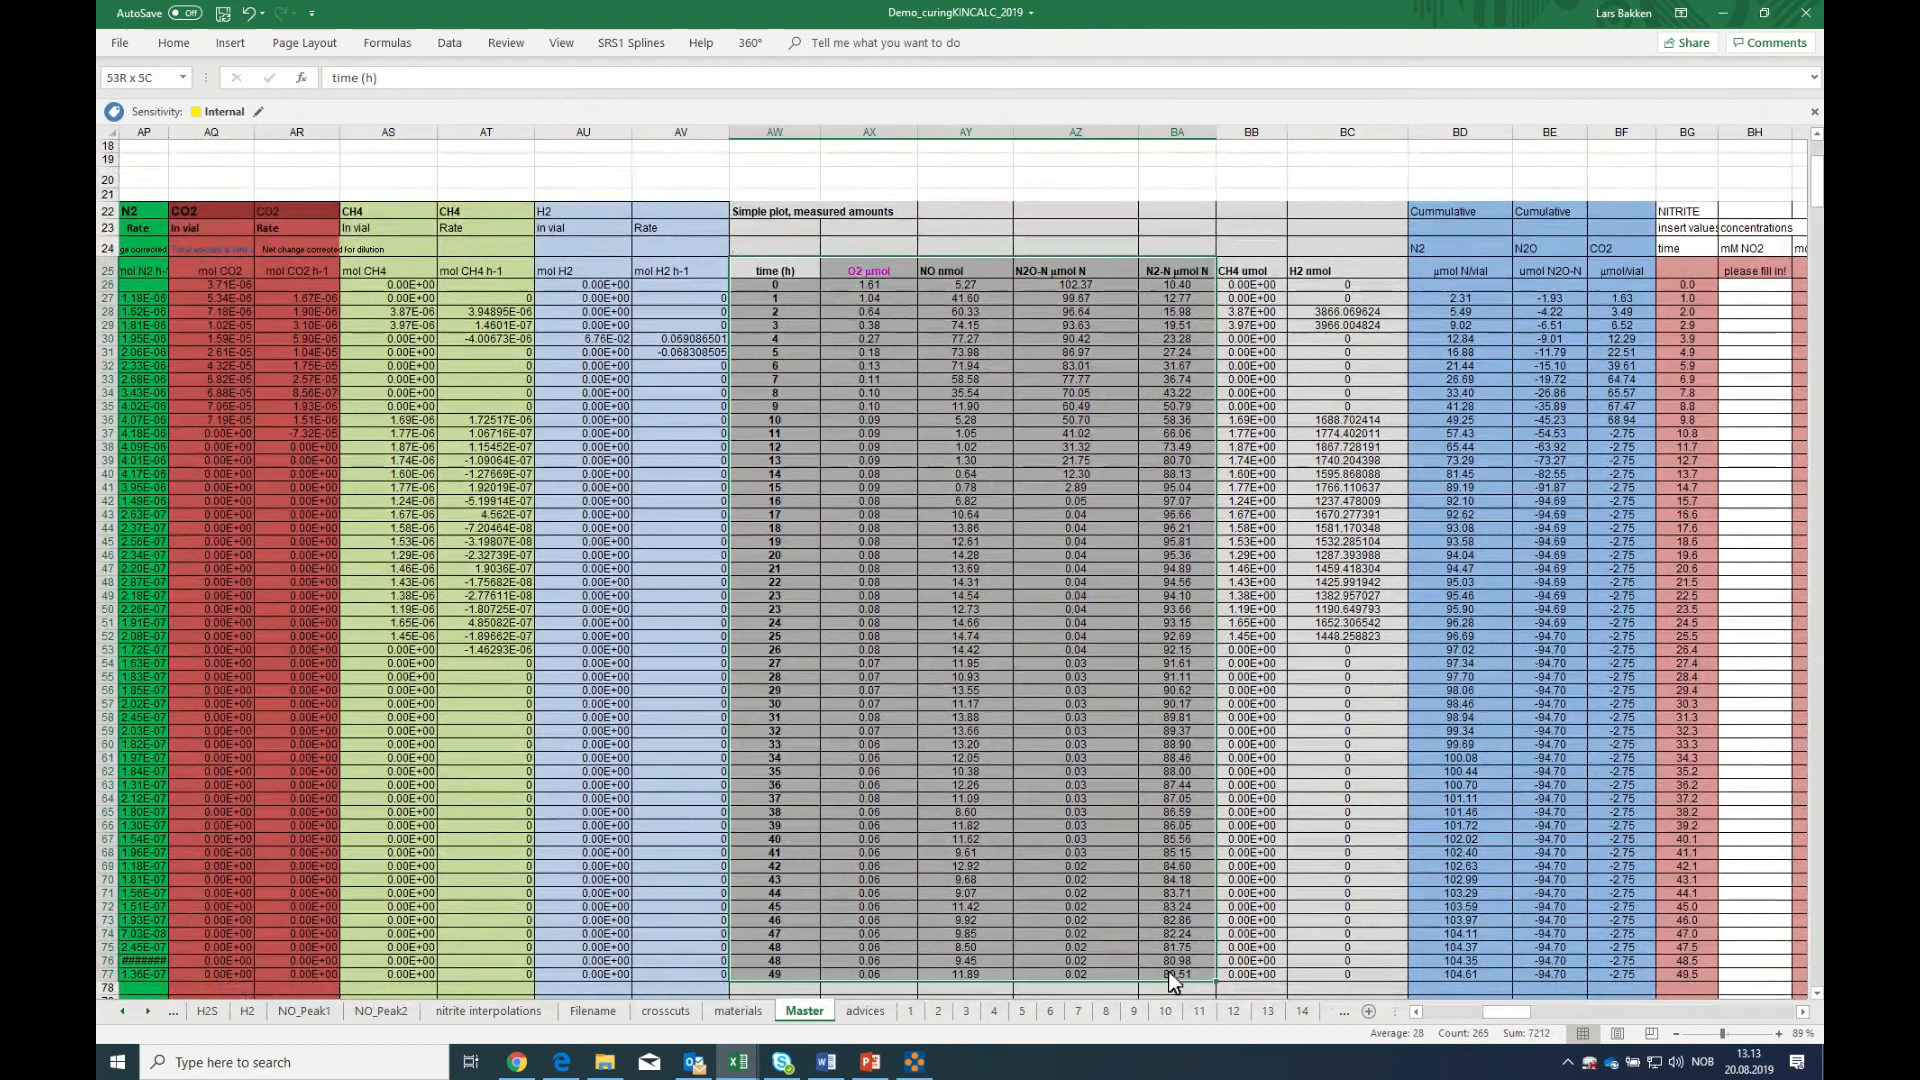 AutoSave Off Demo_curingKINCALC_2019 Lars Bakken
File Home Insert Page Layout Formulas Data Review View SRS1 Splines Help 360° Tell me what you want to do Share Comments
53R x 5C fx time (h)
Sensitivity: Internal
AP AQ AR AS AT AU AV AW AX AY AZ BA BB BC BD BE BF BG BH
18
19
20
21
22 N2 CO2 CO2 CH4 CH4 H2 Simple plot, measured amounts Cummulative Cumulative NITRITE
23 Rate In vial Rate In vial Rate in vial Rate insert values concentrations
24 ge corrected Net change corrected for dilution N2 N2O CO2 time mM NO2
25 mol N2 h- mol CO2 mol CO2 h-1 mol CH4 mol CH4 h-1 mol H2 mol H2 h-1 time (h) O2 µmol NO nmol N2O-N µmol N N2-N µmol N CH4 umol H2 nmol µmol N/vial umol N2O-N µmol/vial please fill in!
26 3.71E-06 0.00E+00 0.00E+00 0 1.61 5.27 102.37 10.40 0.00E+00 0 0.0
27 1.18E-06 5.34E-06 1.67E-06 0.00E+00 0 0.00E+00 0 1 1.04 41.60 99.67 12.77 0.00E+00 0 2.31 -1.93 1.63 1.0
28 1.62E-06 7.18E-06 1.90E-06 3.87E-06 3.94895E-06 0.00E+00 0 2 0.64 60.33 96.64 15.98 3.87E+00 3866.069624 5.49 -4.22 3.49 2.0
29 1.81E-06 1.02E-05 3.10E-06 3.97E-06 1.4601E-07 0.00E+00 0 3 0.38 74.15 93.63 19.51 3.97E+00 3966.004824 9.02 -6.51 6.52 2.9
30 1.95E-06 1.59E-05 5.90E-06 0.00E+00 -4.00673E-06 6.76E-02 0.069086501 4 0.27 77.27 90.42 23.28 0.00E+00 0 12.84 -9.01 12.29 3.9
31 2.06E-06 2.61E-05 1.04E-05 0.00E+00 0 0.00E+00 -0.068308505 5 0.18 73.98 86.97 27.24 0.00E+00 0 16.88 -11.79 22.51 4.9
32 2.33E-06 4.32E-05 1.75E-05 0.00E+00 0 0.00E+00 0 6 0.13 71.94 83.01 31.67 0.00E+00 0 21.44 -15.10 39.61 5.9
33 2.68E-06 6.82E-05 2.57E-05 0.00E+00 0 0.00E+00 0 7 0.11 58.58 77.77 36.74 0.00E+00 0 26.69 -19.72 64.74 6.9
34 3.43E-06 6.88E-05 8.56E-07 0.00E+00 0 0.00E+00 0 8 0.10 35.54 70.05 43.22 0.00E+00 0 33.40 -26.86 65.57 7.8
35 4.02E-06 7.06E-05 1.93E-06 0.00E+00 0 0.00E+00 0 9 0.10 11.90 60.49 50.79 0.00E+00 0 41.28 -35.89 67.47 8.8
36 4.07E-06 7.19E-05 1.51E-06 1.69E-06 1.72517E-06 0.00E+00 0 10 0.09 5.28 50.70 58.36 1.69E+00 1688.702414 49.25 -45.23 68.94 9.8
37 4.18E-06 0.00E+00 -7.32E-05 1.77E-06 1.06716E-07 0.00E+00 0 11 0.09 1.05 41.02 66.06 1.77E+00 1774.402011 57.43 -54.53 -2.75 10.8
38 4.09E-06 0.00E+00 0.00E+00 1.87E-06 1.15452E-07 0.00E+00 0 12 0.09 1.02 31.32 73.49 1.87E+00 1867.728191 65.44 -63.92 -2.75 11.7
39 4.01E-06 0.00E+00 0.00E+00 1.74E-06 -1.09064E-07 0.00E+00 0 13 0.09 1.30 21.75 80.70 1.74E+00 1740.204398 73.29 -73.27 -2.75 12.7
40 4.17E-06 0.00E+00 0.00E+00 1.60E-06 -1.27669E-07 0.00E+00 0 14 0.09 0.64 12.30 88.13 1.60E+00 1595.868088 81.45 -82.55 -2.75 13.7
41 3.95E-06 0.00E+00 0.00E+00 1.77E-06 1.92019E-07 0.00E+00 0 15 0.09 0.78 2.89 95.04 1.77E+00 1766.110637 89.19 -91.87 -2.75 14.7
42 1.49E-06 0.00E+00 0.00E+00 1.24E-06 -5.19914E-07 0.00E+00 0 16 0.08 6.82 0.05 97.07 1.24E+00 1237.478009 92.10 -94.69 -2.75 15.7
43 2.63E-07 0.00E+00 0.00E+00 1.67E-06 4.562E-07 0.00E+00 0 17 0.08 10.64 0.04 96.66 1.67E+00 1670.277391 92.62 -94.69 -2.75 16.6
44 2.37E-07 0.00E+00 0.00E+00 1.58E-06 -7.20464E-08 0.00E+00 0 18 0.08 13.86 0.04 96.21 1.58E+00 1581.170348 93.08 -94.69 -2.75 17.6
45 2.56E-07 0.00E+00 0.00E+00 1.53E-06 -3.19807E-08 0.00E+00 0 19 0.08 12.61 0.04 95.81 1.53E+00 1532.285104 93.58 -94.69 -2.75 18.6
46 2.34E-07 0.00E+00 0.00E+00 1.29E-06 -2.32739E-07 0.00E+00 0 20 0.08 14.28 0.04 95.36 1.29E+00 1287.393988 94.04 -94.69 -2.75 19.6
47 2.20E-07 0.00E+00 0.00E+00 1.46E-06 1.9036E-07 0.00E+00 0 21 0.08 13.69 0.04 94.89 1.46E+00 1459.418304 94.47 -94.69 -2.75 20.6
48 2.87E-07 0.00E+00 0.00E+00 1.43E-06 -1.75682E-08 0.00E+00 0 22 0.08 14.31 0.04 94.56 1.43E+00 1425.991942 95.03 -94.69 -2.75 21.5
49 2.18E-07 0.00E+00 0.00E+00 1.38E-06 -2.77611E-08 0.00E+00 0 23 0.08 14.54 0.04 94.10 1.38E+00 1382.957027 95.46 -94.69 -2.75 22.5
50 2.26E-07 0.00E+00 0.00E+00 1.19E-06 -1.80725E-07 0.00E+00 0 23 0.08 12.73 0.04 93.66 1.19E+00 1190.649793 95.90 -94.69 -2.75 23.5
51 1.91E-07 0.00E+00 0.00E+00 1.65E-06 4.85082E-07 0.00E+00 0 24 0.08 14.66 0.04 93.15 1.65E+00 1652.306542 96.28 -94.69 -2.75 24.5
52 2.08E-07 0.00E+00 0.00E+00 1.45E-06 -1.89662E-07 0.00E+00 0 25 0.08 14.74 0.04 92.69 1.45E+00 1448.258823 96.69 -94.70 -2.75 25.5
53 1.72E-07 0.00E+00 0.00E+00 0.00E+00 -1.46293E-06 0.00E+00 0 26 0.08 14.42 0.04 92.15 0.00E+00 0 97.02 -94.70 -2.75 26.4
54 1.63E-07 0.00E+00 0.00E+00 0.00E+00 0 0.00E+00 0 27 0.07 11.95 0.03 91.61 0.00E+00 0 97.34 -94.70 -2.75 27.4
55 1.83E-07 0.00E+00 0.00E+00 0.00E+00 0 0.00E+00 0 28 0.07 10.93 0.03 91.11 0.00E+00 0 97.70 -94.70 -2.75 28.4
56 1.85E-07 0.00E+00 0.00E+00 0.00E+00 0 0.00E+00 0 29 0.07 13.55 0.03 90.62 0.00E+00 0 98.06 -94.70 -2.75 29.4
57 2.02E-07 0.00E+00 0.00E+00 0.00E+00 0 0.00E+00 0 30 0.07 11.17 0.03 90.17 0.00E+00 0 98.46 -94.70 -2.75 30.3
58 2.45E-07 0.00E+00 0.00E+00 0.00E+00 0 0.00E+00 0 31 0.08 13.88 0.03 89.81 0.00E+00 0 98.94 -94.70 -2.75 31.3
59 2.03E-07 0.00E+00 0.00E+00 0.00E+00 0 0.00E+00 0 32 0.07 13.66 0.03 89.37 0.00E+00 0 99.34 -94.70 -2.75 32.3
60 1.82E-07 0.00E+00 0.00E+00 0.00E+00 0 0.00E+00 0 33 0.06 13.20 0.03 88.90 0.00E+00 0 99.69 -94.70 -2.75 33.3
61 1.97E-07 0.00E+00 0.00E+00 0.00E+00 0 0.00E+00 0 34 0.06 12.05 0.03 88.46 0.00E+00 0 100.08 -94.70 -2.75 34.3
62 1.84E-07 0.00E+00 0.00E+00 0.00E+00 0 0.00E+00 0 35 0.06 10.38 0.03 88.00 0.00E+00 0 100.44 -94.70 -2.75 35.3
63 1.31E-07 0.00E+00 0.00E+00 0.00E+00 0 0.00E+00 0 36 0.06 12.26 0.03 87.44 0.00E+00 0 100.70 -94.70 -2.75 36.2
64 2.12E-07 0.00E+00 0.00E+00 0.00E+00 0 0.00E+00 0 37 0.08 11.09 0.03 87.05 0.00E+00 0 101.11 -94.70 -2.75 37.2
65 1.80E-07 0.00E+00 0.00E+00 0.00E+00 0 0.00E+00 0 38 0.06 8.60 0.03 86.59 0.00E+00 0 101.46 -94.70 -2.75 38.2
66 1.30E-07 0.00E+00 0.00E+00 0.00E+00 0 0.00E+00 0 39 0.06 11.82 0.03 86.05 0.00E+00 0 101.72 -94.70 -2.75 39.2
67 1.54E-07 0.00E+00 0.00E+00 0.00E+00 0 0.00E+00 0 40 0.06 11.62 0.03 85.56 0.00E+00 0 102.02 -94.70 -2.75 40.1
68 1.96E-07 0.00E+00 0.00E+00 0.00E+00 0 0.00E+00 0 41 0.06 9.61 0.03 85.15 0.00E+00 0 102.40 -94.70 -2.75 41.1
69 1.18E-07 0.00E+00 0.00E+00 0.00E+00 0 0.00E+00 0 42 0.06 12.92 0.02 84.60 0.00E+00 0 102.63 -94.70 -2.75 42.1
70 1.81E-07 0.00E+00 0.00E+00 0.00E+00 0 0.00E+00 0 43 0.06 9.68 0.02 84.18 0.00E+00 0 102.99 -94.70 -2.75 43.1
71 1.56E-07 0.00E+00 0.00E+00 0.00E+00 0 0.00E+00 0 44 0.06 9.07 0.02 83.71 0.00E+00 0 103.29 -94.70 -2.75 44.1
72 1.51E-07 0.00E+00 0.00E+00 0.00E+00 0 0.00E+00 0 45 0.06 11.42 0.02 83.24 0.00E+00 0 103.59 -94.70 -2.75 45.0
73 1.93E-07 0.00E+00 0.00E+00 0.00E+00 0 0.00E+00 0 46 0.06 9.92 0.02 82.86 0.00E+00 0 103.97 -94.70 -2.75 46.0
74 7.03E-08 0.00E+00 0.00E+00 0.00E+00 0 0.00E+00 0 47 0.06 9.85 0.02 82.24 0.00E+00 0 104.11 -94.70 -2.75 47.0
75 2.45E-07 0.00E+00 0.00E+00 0.00E+00 0 0.00E+00 0 48 0.06 8.50 0.02 81.75 0.00E+00 0 104.37 -94.70 -2.75 47.5
76 ####### 0.00E+00 0.00E+00 0.00E+00 0 0.00E+00 0 48 0.06 9.45 0.02 80.98 0.00E+00 0 104.35 -94.70 -2.75 48.5
77 1.36E-07 0.00E+00 0.00E+00 0.00E+00 0 0.00E+00 0 49 0.06 11.89 0.02 0.00E+00 0 104.61 -94.70 -2.75 49.5
78
... H2S H2 NO_Peak1 NO_Peak2 nitrite interpolations Filename crosscuts materials Master advices 1 2 3 4 5 6 7 8 9 10 11 12 13 14 ...
Average: 28 Count: 265 Sum: 7212 89 %
Type here to search NOB 13.13
20.08.2019